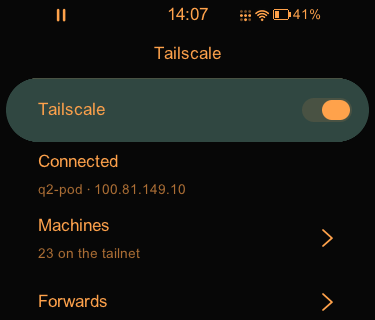 14:07
41%
Tailscale
Tailscale
Connected
q2-pod · 100.81.149.10
Machines
23 on the tailnet
Forwards